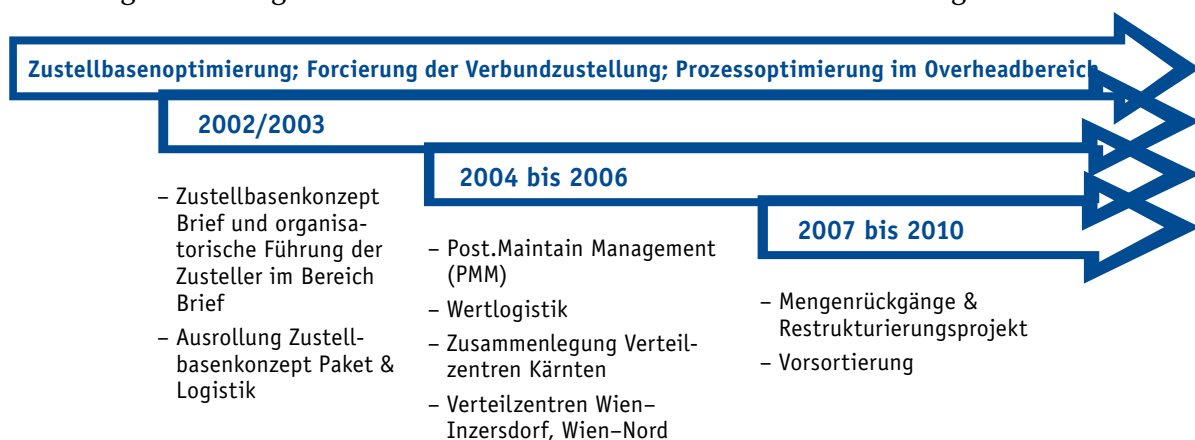 Zustellbasenoptimierung; Forcierung der Verbundzustellung; Prozessoptimierung im Overheadbereich
2002/2003
– Zustellbasenkonzept
Brief und organisa-
torische Führung der
Zusteller im Bereich
Brief
– Ausrollung Zustell-
basenkonzept Paket &
Logistik
2004 bis 2006
– Post.Maintain Management
(PMM)
– Wertlogistik
– Zusammenlegung Verteil-
zentren Kärnten
– Verteilzentren Wien–
Inzersdorf, Wien–Nord
2007 bis 2010
– Mengenrückgänge &
Restrukturierungsprojekt
– Vorsortierung